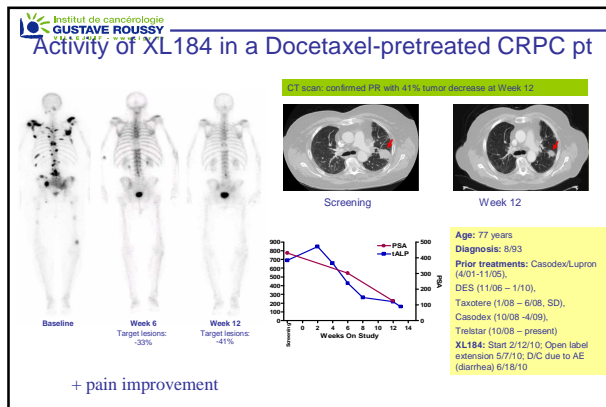 Institut de cancérologie
GUSTAVE ROUSSY
Activity of XL184 in a Docetaxel-pretreated CRPC pt
CT scan: confirmed PR with 41% tumor decrease at Week 12
Screening
Week 12
Baseline
Week 6
Target lesions:
-33%
Week 12
Target lesions:
-41%
900
800
700
600
500
400
300
200
100
0
PSA
tALP
500
400
300
200
100
0
PSA
Screening
0 2 4 6 8 10 12 14
Weeks On Study
Age: 77 years
Diagnosis: 8/93
Prior treatments: Casodex/Lupron
(4/01-11/05),
DES (11/06 – 1/10),
Taxotere (1/08 – 6/08, SD),
Casodex (10/08 -4/09),
Trelstar (10/08 – present)
XL184: Start 2/12/10; Open label
extension 5/7/10; D/C due to AE
(diarrhea) 6/18/10
+ pain improvement